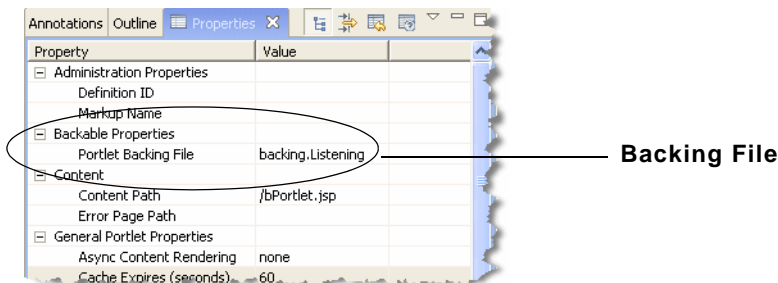 Annotations Outline Properties
Property Value
Administration Properties
Definition ID
Markup Name
Backable Properties
Portlet Backing File backing.Listening
Backing File
Content
Content Path /bPortlet.jsp
Error Page Path
General Portlet Properties
Async Content Rendering none
Cache Expires (seconds) 60